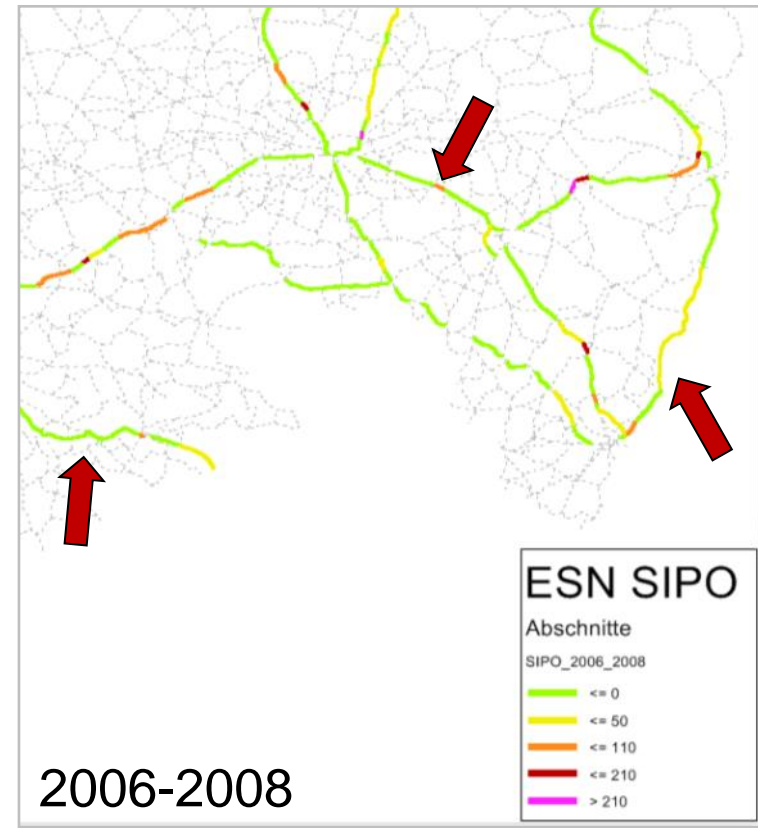 ESN SIPO
Abschnitte
SIPO_2006_2008
<= 0
<= 50
<= 110
<= 210
> 210
2006-2008